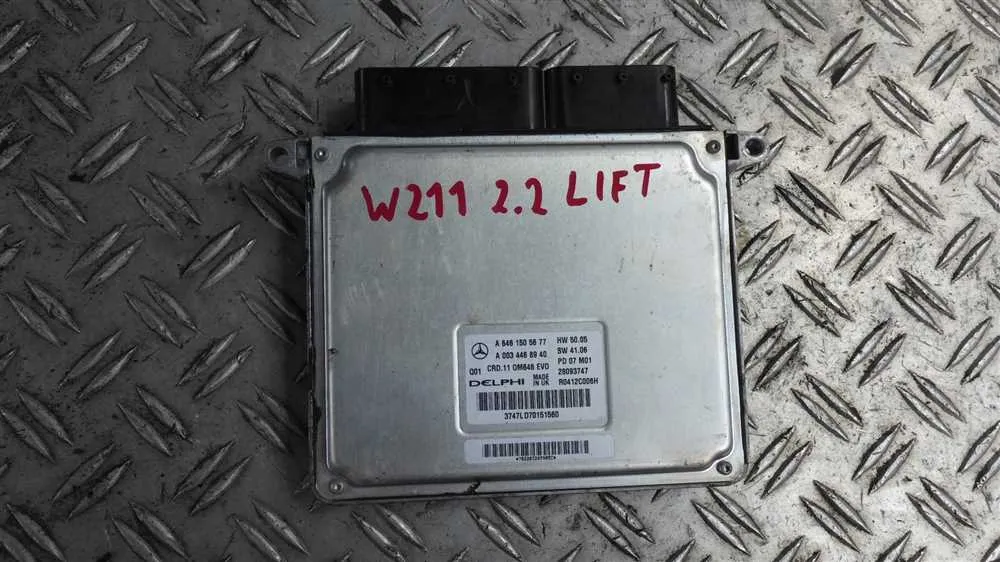 W211 2.2 LIFT
A 646 150 56 77 HW 50.05
A 003 446 89 40 SW 41.06
Q01 CRD.11 OM646 EVO PD 07 M01
DELPHI MADE IN UK 28093747
R0412C006H
3747LD70151560